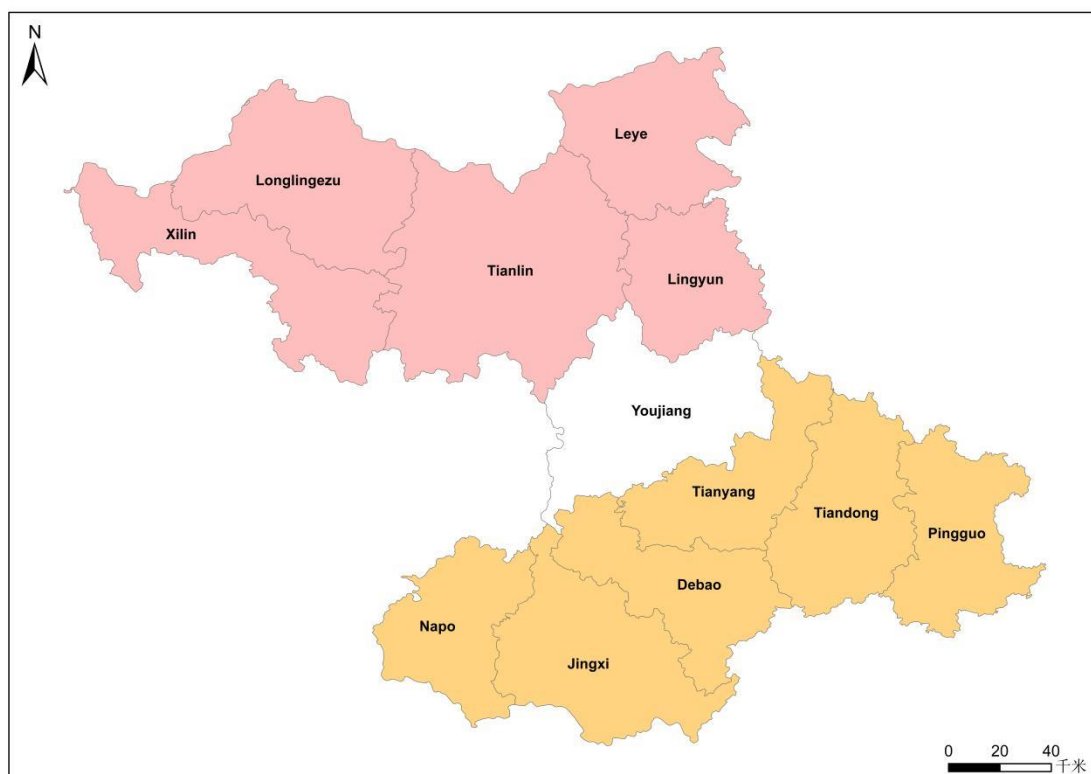 N
Leye
Longlingezu
Xilin
Tianlin
Lingyun
Youjiang
Tianyang
Tiandong
Pingguo
Debao
Napo
Jingxi
0 20 40
千米